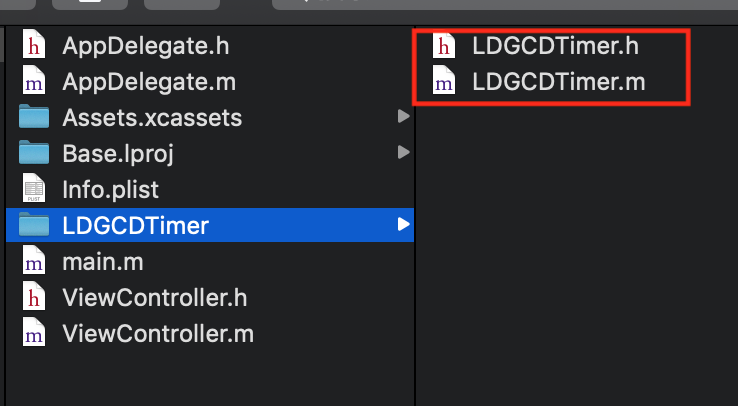 AppDelegate.h
AppDelegate.m
Assets.xcassets
Base.lproj
Info.plist
LDGCDTimer
main.m
ViewController.h
ViewController.m
LDGCDTimer.h
LDGCDTimer.m